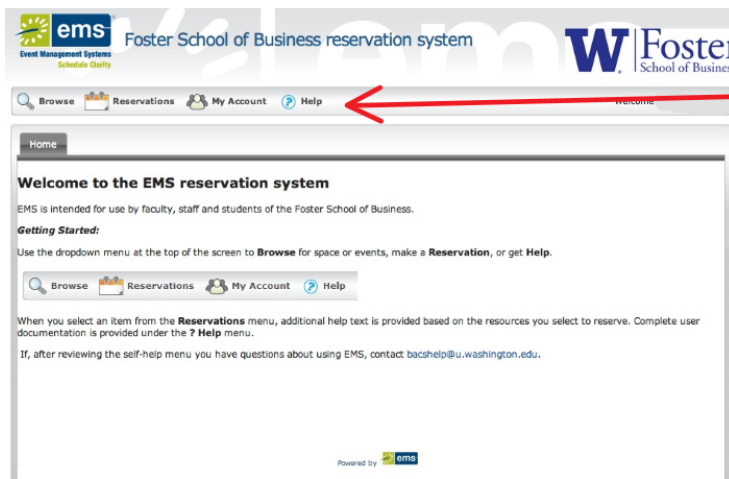 ems
Event Management Systems
Schedule Clarity
Foster School of Business reservation system
W Foster
School of Business
Browse Reservations My Account Help
Welcome
Home
Welcome to the EMS reservation system
EMS is intended for use by faculty, staff and students of the Foster School of Business.
Getting Started:
Use the dropdown menu at the top of the screen to Browse for space or events, make a Reservation, or get Help.
Browse Reservations My Account ? Help
When you select an item from the Reservations menu, additional help text is provided based on the resources you select to reserve. Complete user
documentation is provided under the ? Help menu.
If, after reviewing the self-help menu you have questions about using EMS, contact bacshelp@u.washington.edu.
Powered by ems